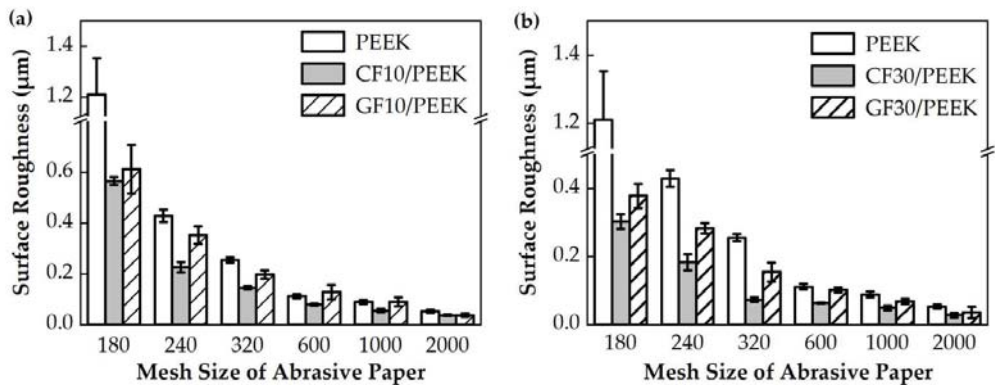 (a)
PEEK
CF10/PEEK
GF10/PEEK
Surface Roughness (μm)
1.4
1.2
0.6
0.4
0.2
0.0
180 240 320 600 1000 2000
Mesh Size of Abrasive Paper
(b)
PEEK
CF30/PEEK
GF30/PEEK
Surface Roughness (μm)
1.4
1.2
0.4
0.2
0.0
180 240 320 600 1000 2000
Mesh Size of Abrasive Paper